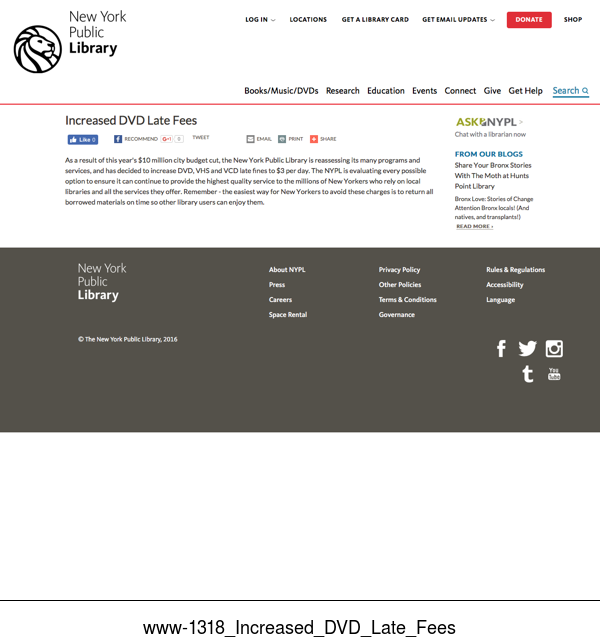 New York
Public
Library
LOG IN
LOCATIONS
GET A LIBRARY CARD
GET EMAIL UPDATES
DONATE
SHOP
Books/Music/DVDs
Research
Education
Events
Connect
Give
Get Help
Search
Increased DVD Late Fees
Like 0
RECOMMEND
G+1 0
TWEET
EMAIL
PRINT
SHARE
As a result of this year's $10 million city budget cut, the New York Public Library is reassessing its many programs and
services, and has decided to increase DVD, VHS and VCD late fines to $3 per day. The NYPL is evaluating every possible
option to ensure it can continue to provide the highest quality service to the millions of New Yorkers who rely on local
libraries and all the services they offer. Remember - the easiest way for New Yorkers to avoid these charges is to return all
borrowed materials on time so other library users can enjoy them.
ASK NYPL >
Chat with a librarian now
FROM OUR BLOGS
Share Your Bronx Stories
With The Moth at Hunts
Point Library
Bronx Love: Stories of Change
Attention Bronx locals! (And
natives, and transplants!)
READ MORE ›
New York
Public
Library
About NYPL
Press
Careers
Space Rental
Privacy Policy
Other Policies
Terms & Conditions
Governance
Rules & Regulations
Accessibility
Language
© The New York Public Library, 2016
You
Tube
www-1318_Increased_DVD_Late_Fees